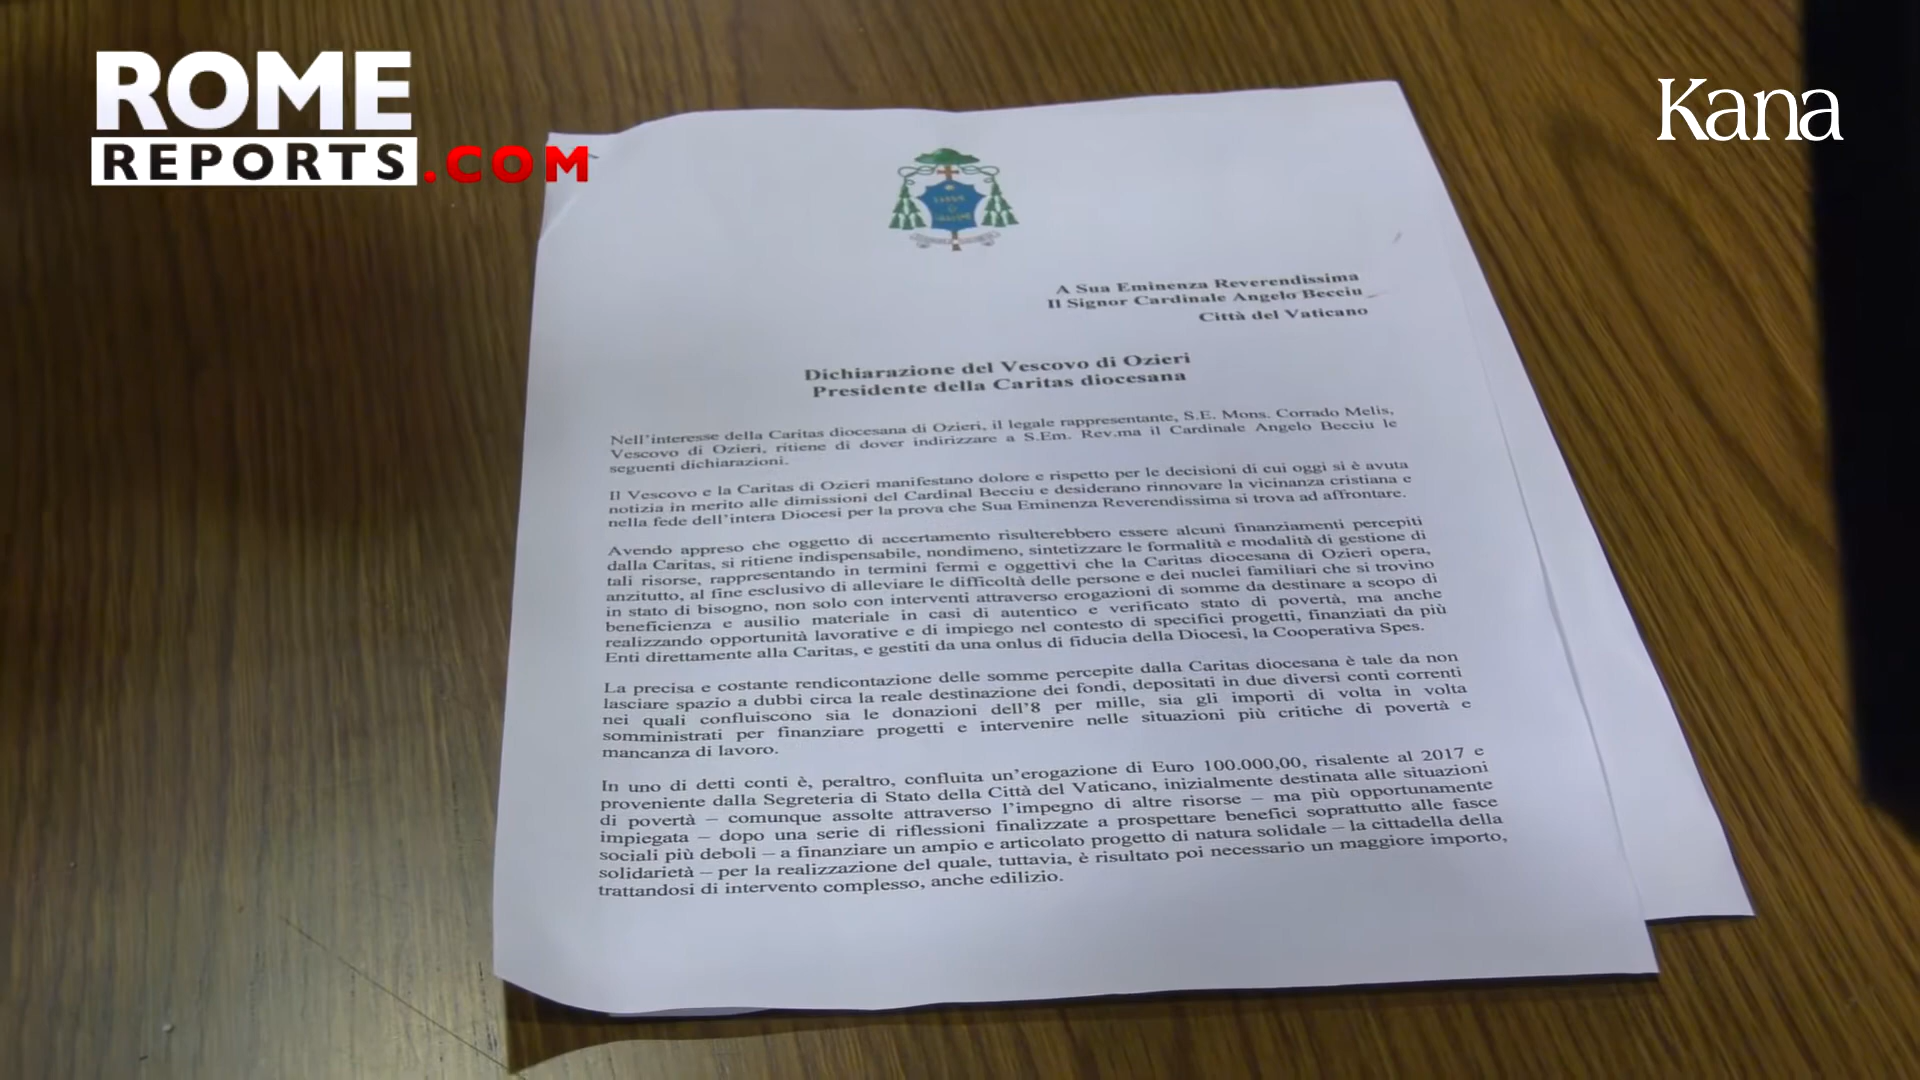 ROME
REPORTS.COM
Kana
A Sua Eminenza Reverendissima
Il Signor Cardinale Angelo Becciu
Città del Vaticano
Dichiarazione del Vescovo di Ozieri
Presidente della Caritas diocesana
Nell'interesse della Caritas diocesana di Ozieri, il legale rappresentante, S.E. Mons. Corrado Melis,
Vescovo di Ozieri, ritiene di dover indirizzare a S.Em. Rev.ma il Cardinale Angelo Becciu le
seguenti dichiarazioni.
Il Vescovo e la Caritas di Ozieri manifestano dolore e rispetto per le decisioni di cui oggi si è avuta
notizia in merito alle dimissioni del Cardinal Becciu e desiderano rinnovare la vicinanza cristiana e
nella fede dell'intera Diocesi per la prova che Sua Eminenza Reverendissima si trova ad affrontare.
Avendo appreso che oggetto di accertamento risulterebbero essere alcuni finanziamenti percepiti
dalla Caritas, si ritiene indispensabile, nondimeno, sintetizzare le formalità e modalità di gestione di
tali risorse, rappresentando in termini fermi e oggettivi che la Caritas diocesana di Ozieri opera,
anzitutto, al fine esclusivo di alleviare le difficoltà delle persone e dei nuclei familiari che si trovino
in stato di bisogno, non solo con interventi attraverso erogazioni di somme da destinare a scopo di
beneficienza e ausilio materiale in casi di autentico e verificato stato di povertà, ma anche
realizzando opportunità lavorative e di impiego nel contesto di specifici progetti, finanziati da più
Enti direttamente alla Caritas, e gestiti da una onlus di fiducia della Diocesi, la Cooperativa Spes.
La precisa e costante rendicontazione delle somme percepite dalla Caritas diocesana è tale da non
lasciare spazio a dubbi circa la reale destinazione dei fondi, depositati in due diversi conti correnti
nei quali confluiscono sia le donazioni dell'8 per mille, sia gli importi di volta in volta
somministrati per finanziare progetti e intervenire nelle situazioni più critiche di povertà e
mancanza di lavoro.
In uno di detti conti è, peraltro, confluita un'erogazione di Euro 100.000,00, risalente al 2017 e
proveniente dalla Segreteria di Stato della Città del Vaticano, inizialmente destinata alle situazioni
di povertà – comunque assolte attraverso l'impegno di altre risorse – ma più opportunamente
impiegata – dopo una serie di riflessioni finalizzate a prospettare benefici soprattutto alle fasce
sociali più deboli – a finanziare un ampio e articolato progetto di natura solidale – la cittadella della
solidarietà – per la realizzazione del quale, tuttavia, è risultato poi necessario un maggiore importo,
trattandosi di intervento complesso, anche edilizio.